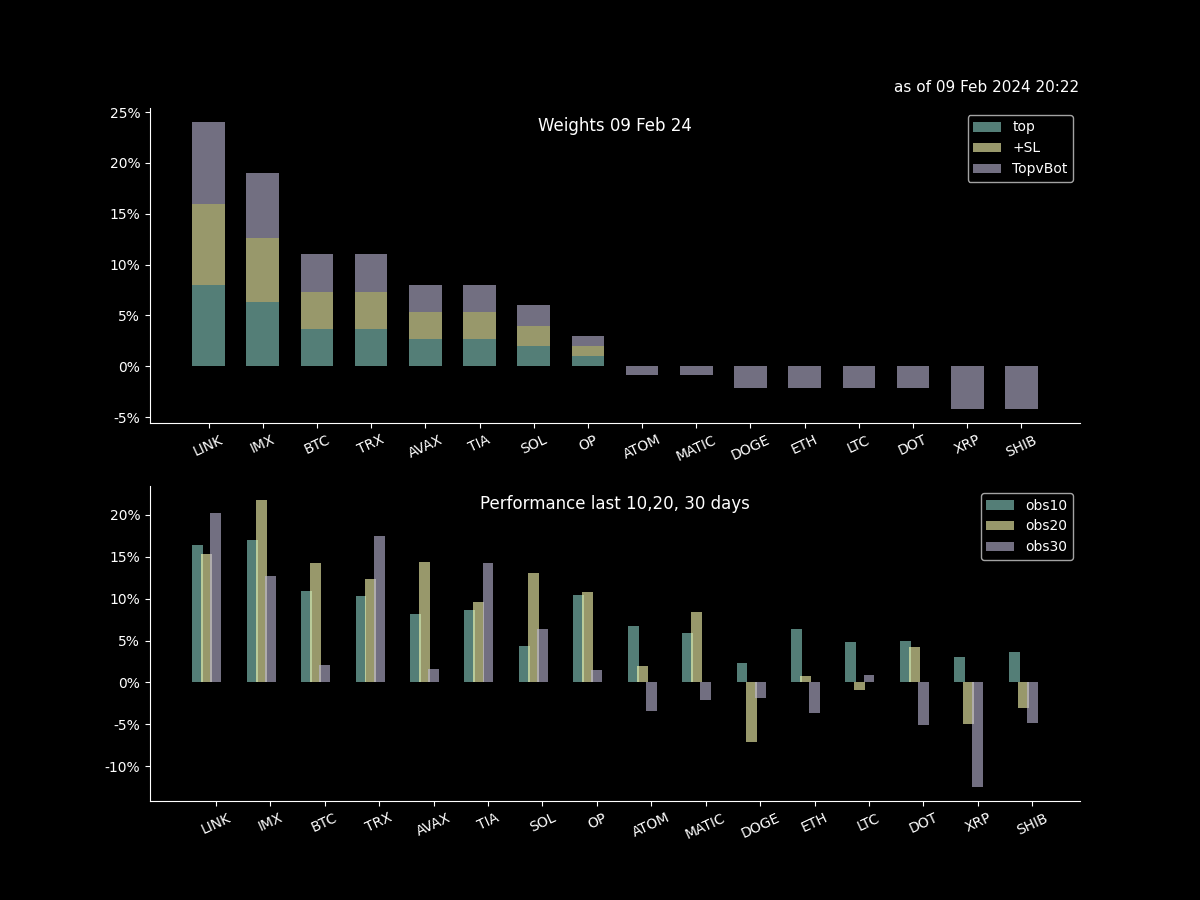 as of 09 Feb 2024 20:22
Weights 09 Feb 24
top
+SL
TopvBot
25%
20%
15%
10%
5%
0%
-5%
LINK IMX BTC TRX AVAX TIA SOL OP ATOM MATIC DOGE ETH LTC DOT XRP SHIB
Performance last 10,20, 30 days
obs10
obs20
obs30
20%
15%
10%
5%
0%
-5%
-10%
LINK IMX BTC TRX AVAX TIA SOL OP ATOM MATIC DOGE ETH LTC DOT XRP SHIB